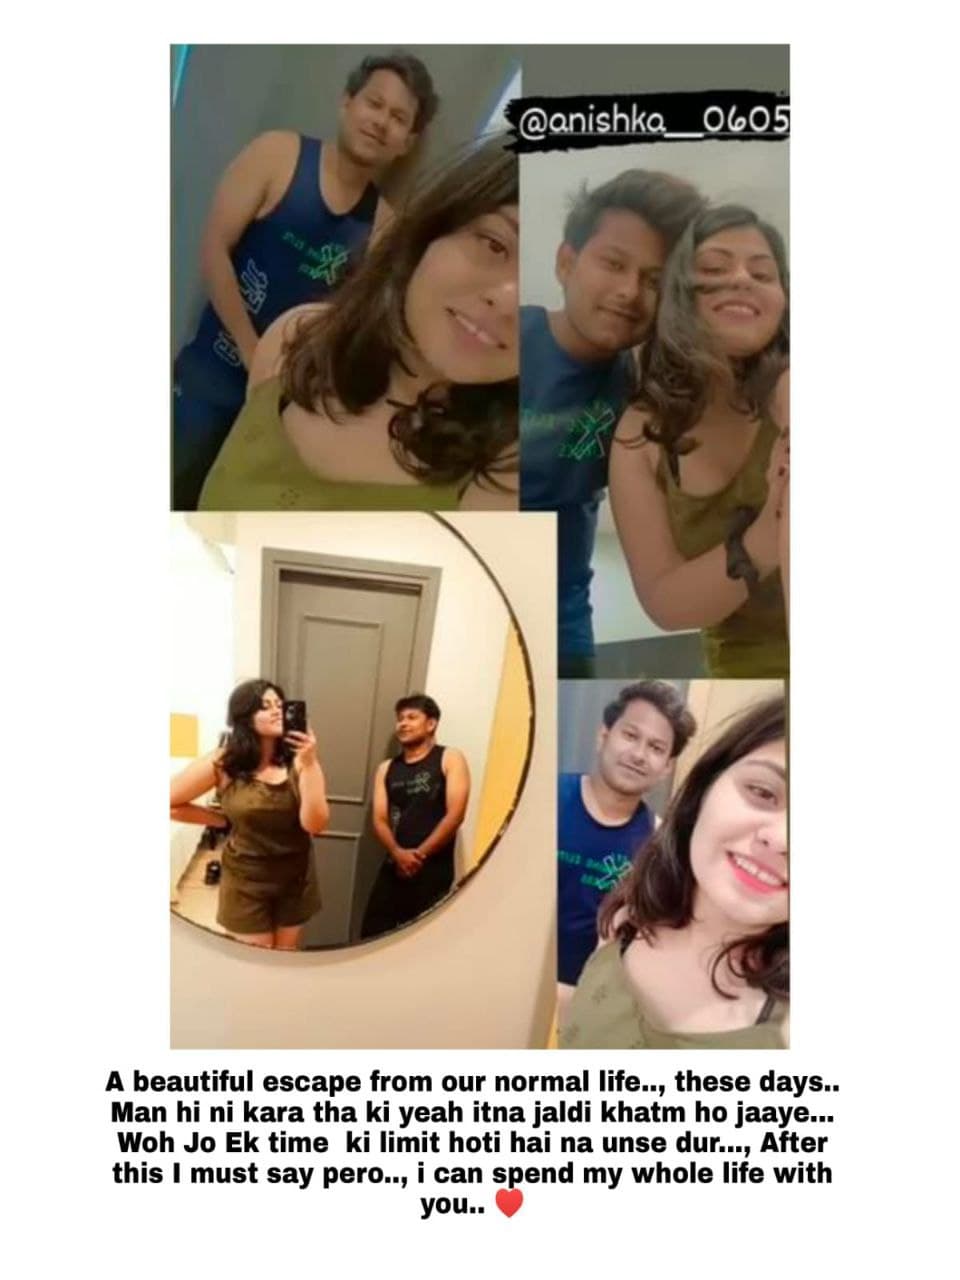 @anishka__0605
A beautiful escape from our normal life.., these days..
Man hi ni kara tha ki yeah itna jaldi khatm ho jaaye...
Woh Jo Ek time ki limit hoti hai na unse dur..., After
this I must say pero.., i can spend my whole life with
you.. ♥️